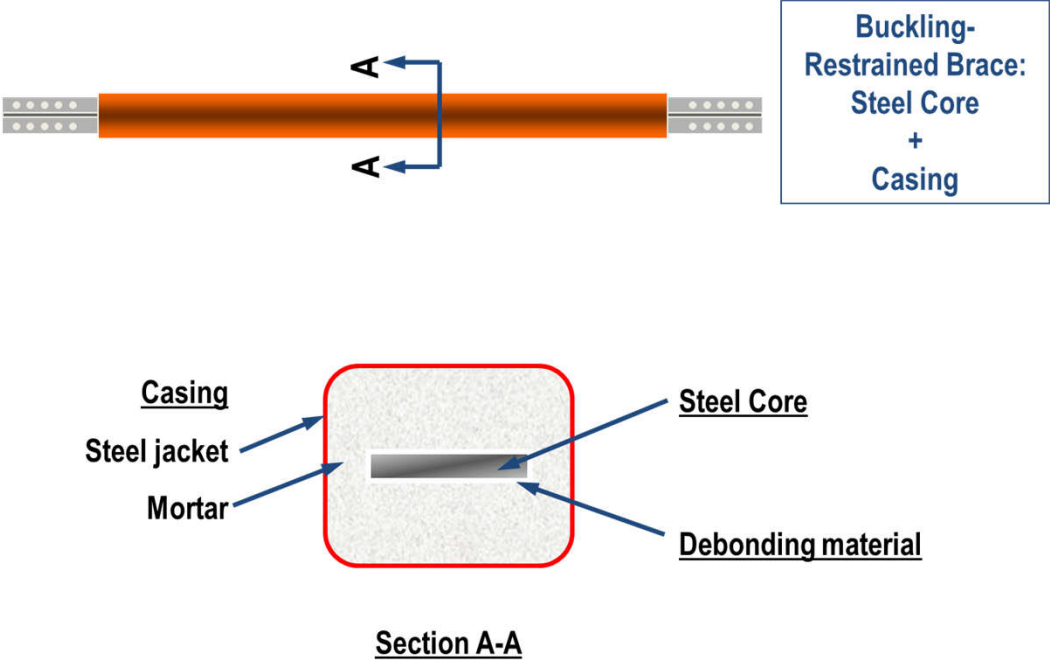 A
A
Buckling-
Restrained Brace:
Steel Core
+
Casing
Casing
Steel jacket
Mortar
Steel Core
Debonding material
Section A-A